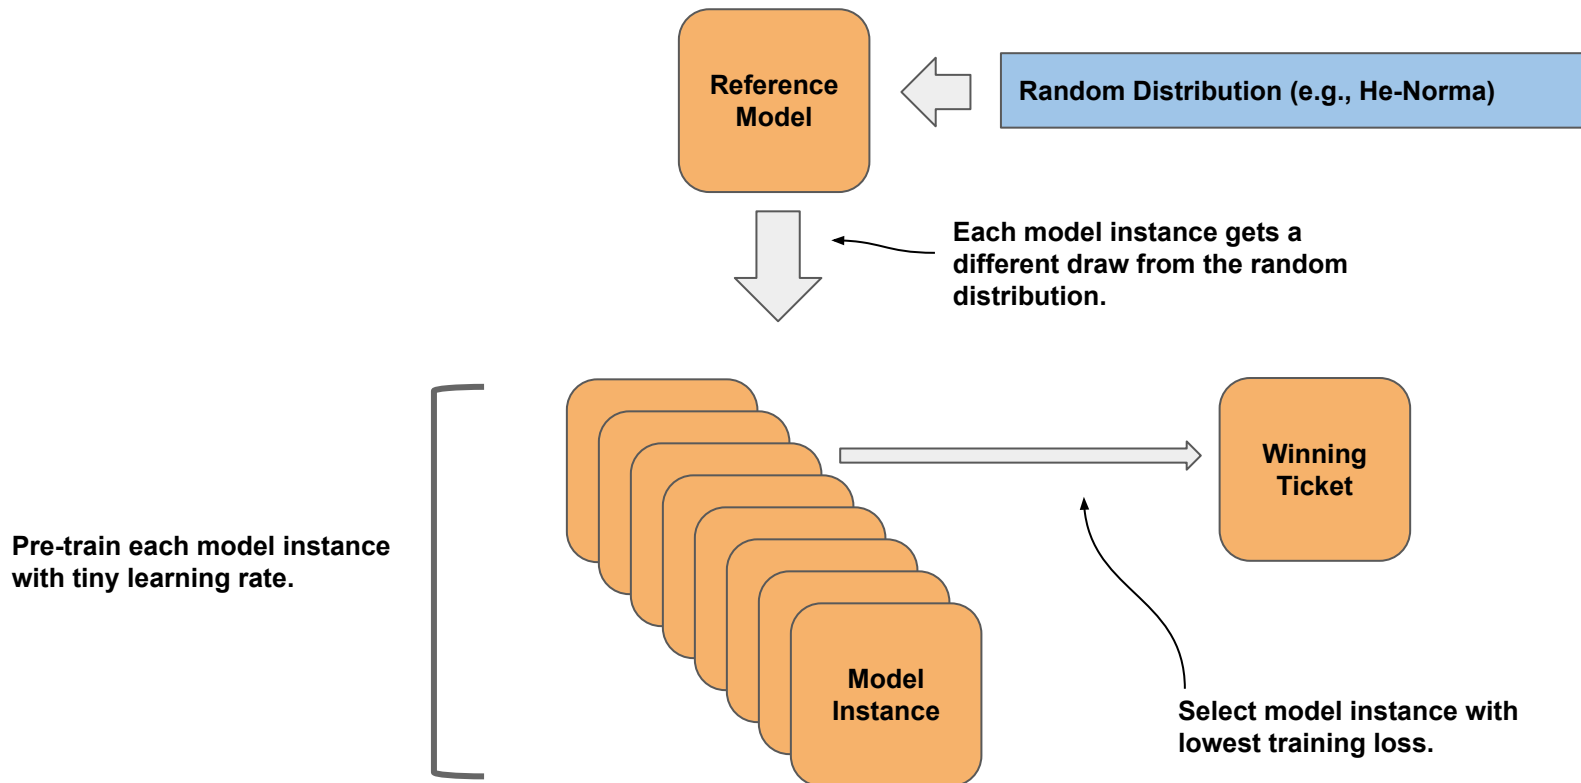 Reference
Model
Random Distribution (e.g., He-Norma)
Each model instance gets a
different draw from the random
distribution.
Pre-train each model instance
with tiny learning rate.
Winning
Ticket
Model
Instance
Select model instance with
lowest training loss.